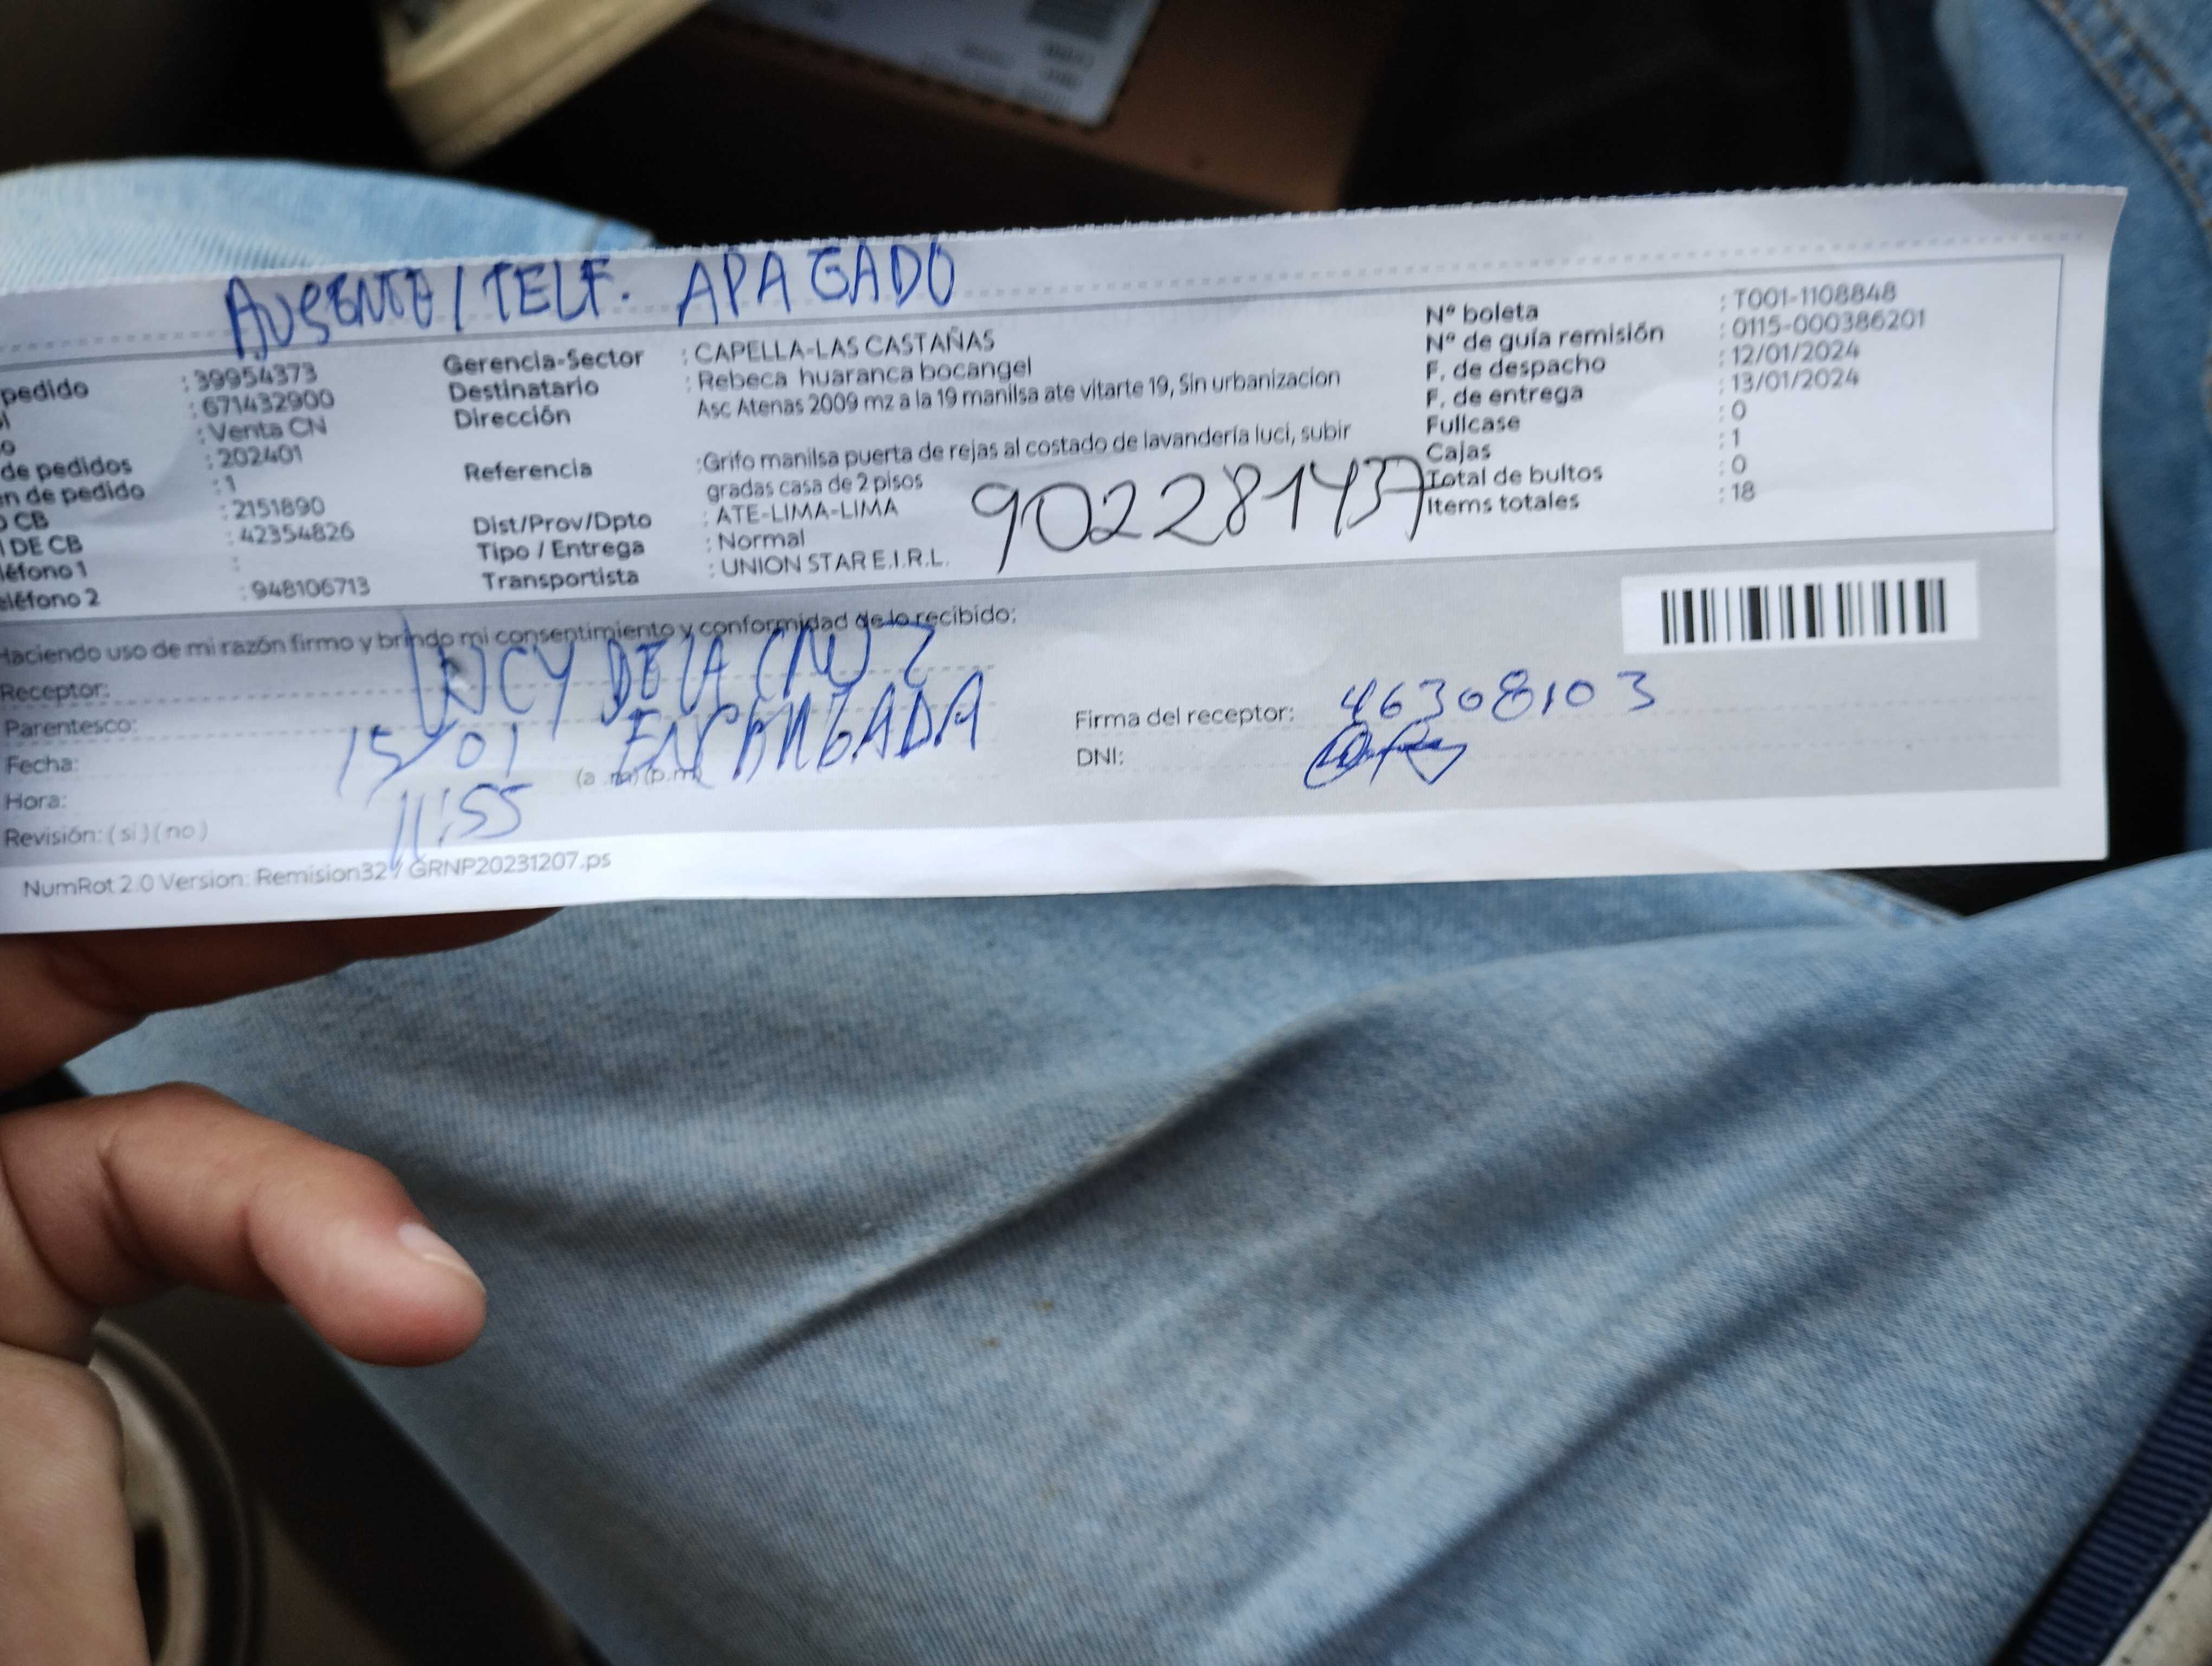 AUSENTE / TELF. APAGADO
pedido : 39954373
: 671432900
: Venta CN
de pedidos : 202401
n de pedido : 1
CB : 2151890
DE CB : 42354826
léfono 1 :
léfono 2 : 948106713
Gerencia-Sector : CAPELLA-LAS CASTAÑAS
Destinatario : Rebeca huaranca bocangel
Dirección Asc Atenas 2009 mz a la 19 manilsa ate vitarte 19, Sin urbanizacion
Referencia :Grifo manilsa puerta de rejas al costado de lavandería luci, subir
gradas casa de 2 pisos
Dist/Prov/Dpto : ATE-LIMA-LIMA
Tipo / Entrega : Normal
Transportista : UNION STAR E.I.R.L.
902281437
Nº boleta : T001-1108848
Nº de guía remisión : 0115-000386201
F. de despacho : 12/01/2024
F. de entrega : 13/01/2024
Fullcase : 0
Cajas : 1
Total de bultos : 0
Items totales : 18
Haciendo uso de mi razón firmo y brindo mi consentimiento y conformidad de lo recibido:
Receptor: LUCY DE LA CRUZ
Parentesco: ENCARGADA
Fecha: 15/01
Hora: 11:55 (a.m) (p.m)
Revisión: ( si ) ( no )
Firma del receptor: 46308103
DNI:
NumRot 2.0 Version: Remision32 / GRNP20231207.ps